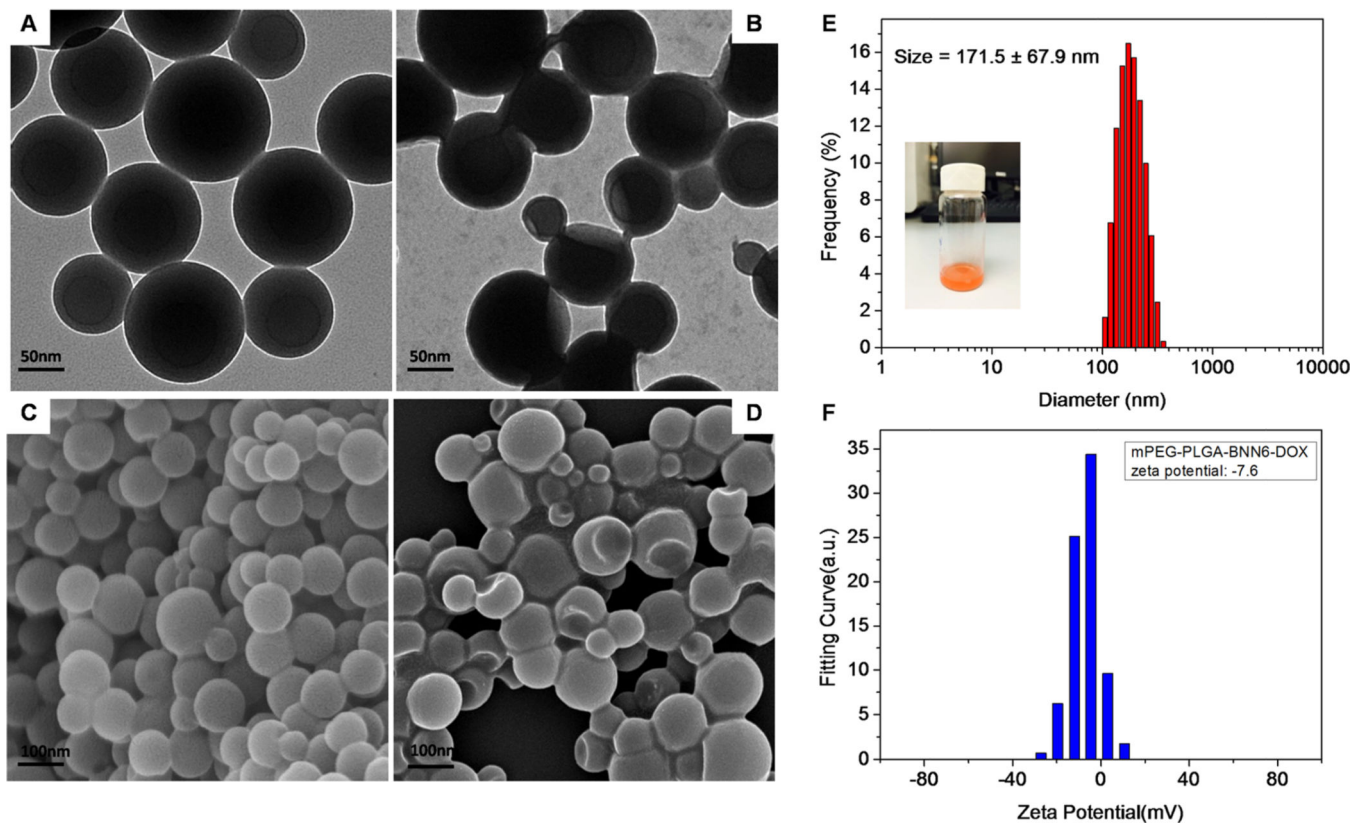 A
50nm
B
50nm
C
100nm
D
100nm
E
Size = 171.5 ± 67.9 nm
Frequency (%)
16
14
12
10
8
6
4
2
0
1
10
100
1000
10000
Diameter (nm)
F
mPEG-PLGA-BNN6-DOX
zeta potential: -7.6
Fitting Curve(a.u.)
35
30
25
20
15
10
5
0
-80
-40
0
40
80
Zeta Potential(mV)